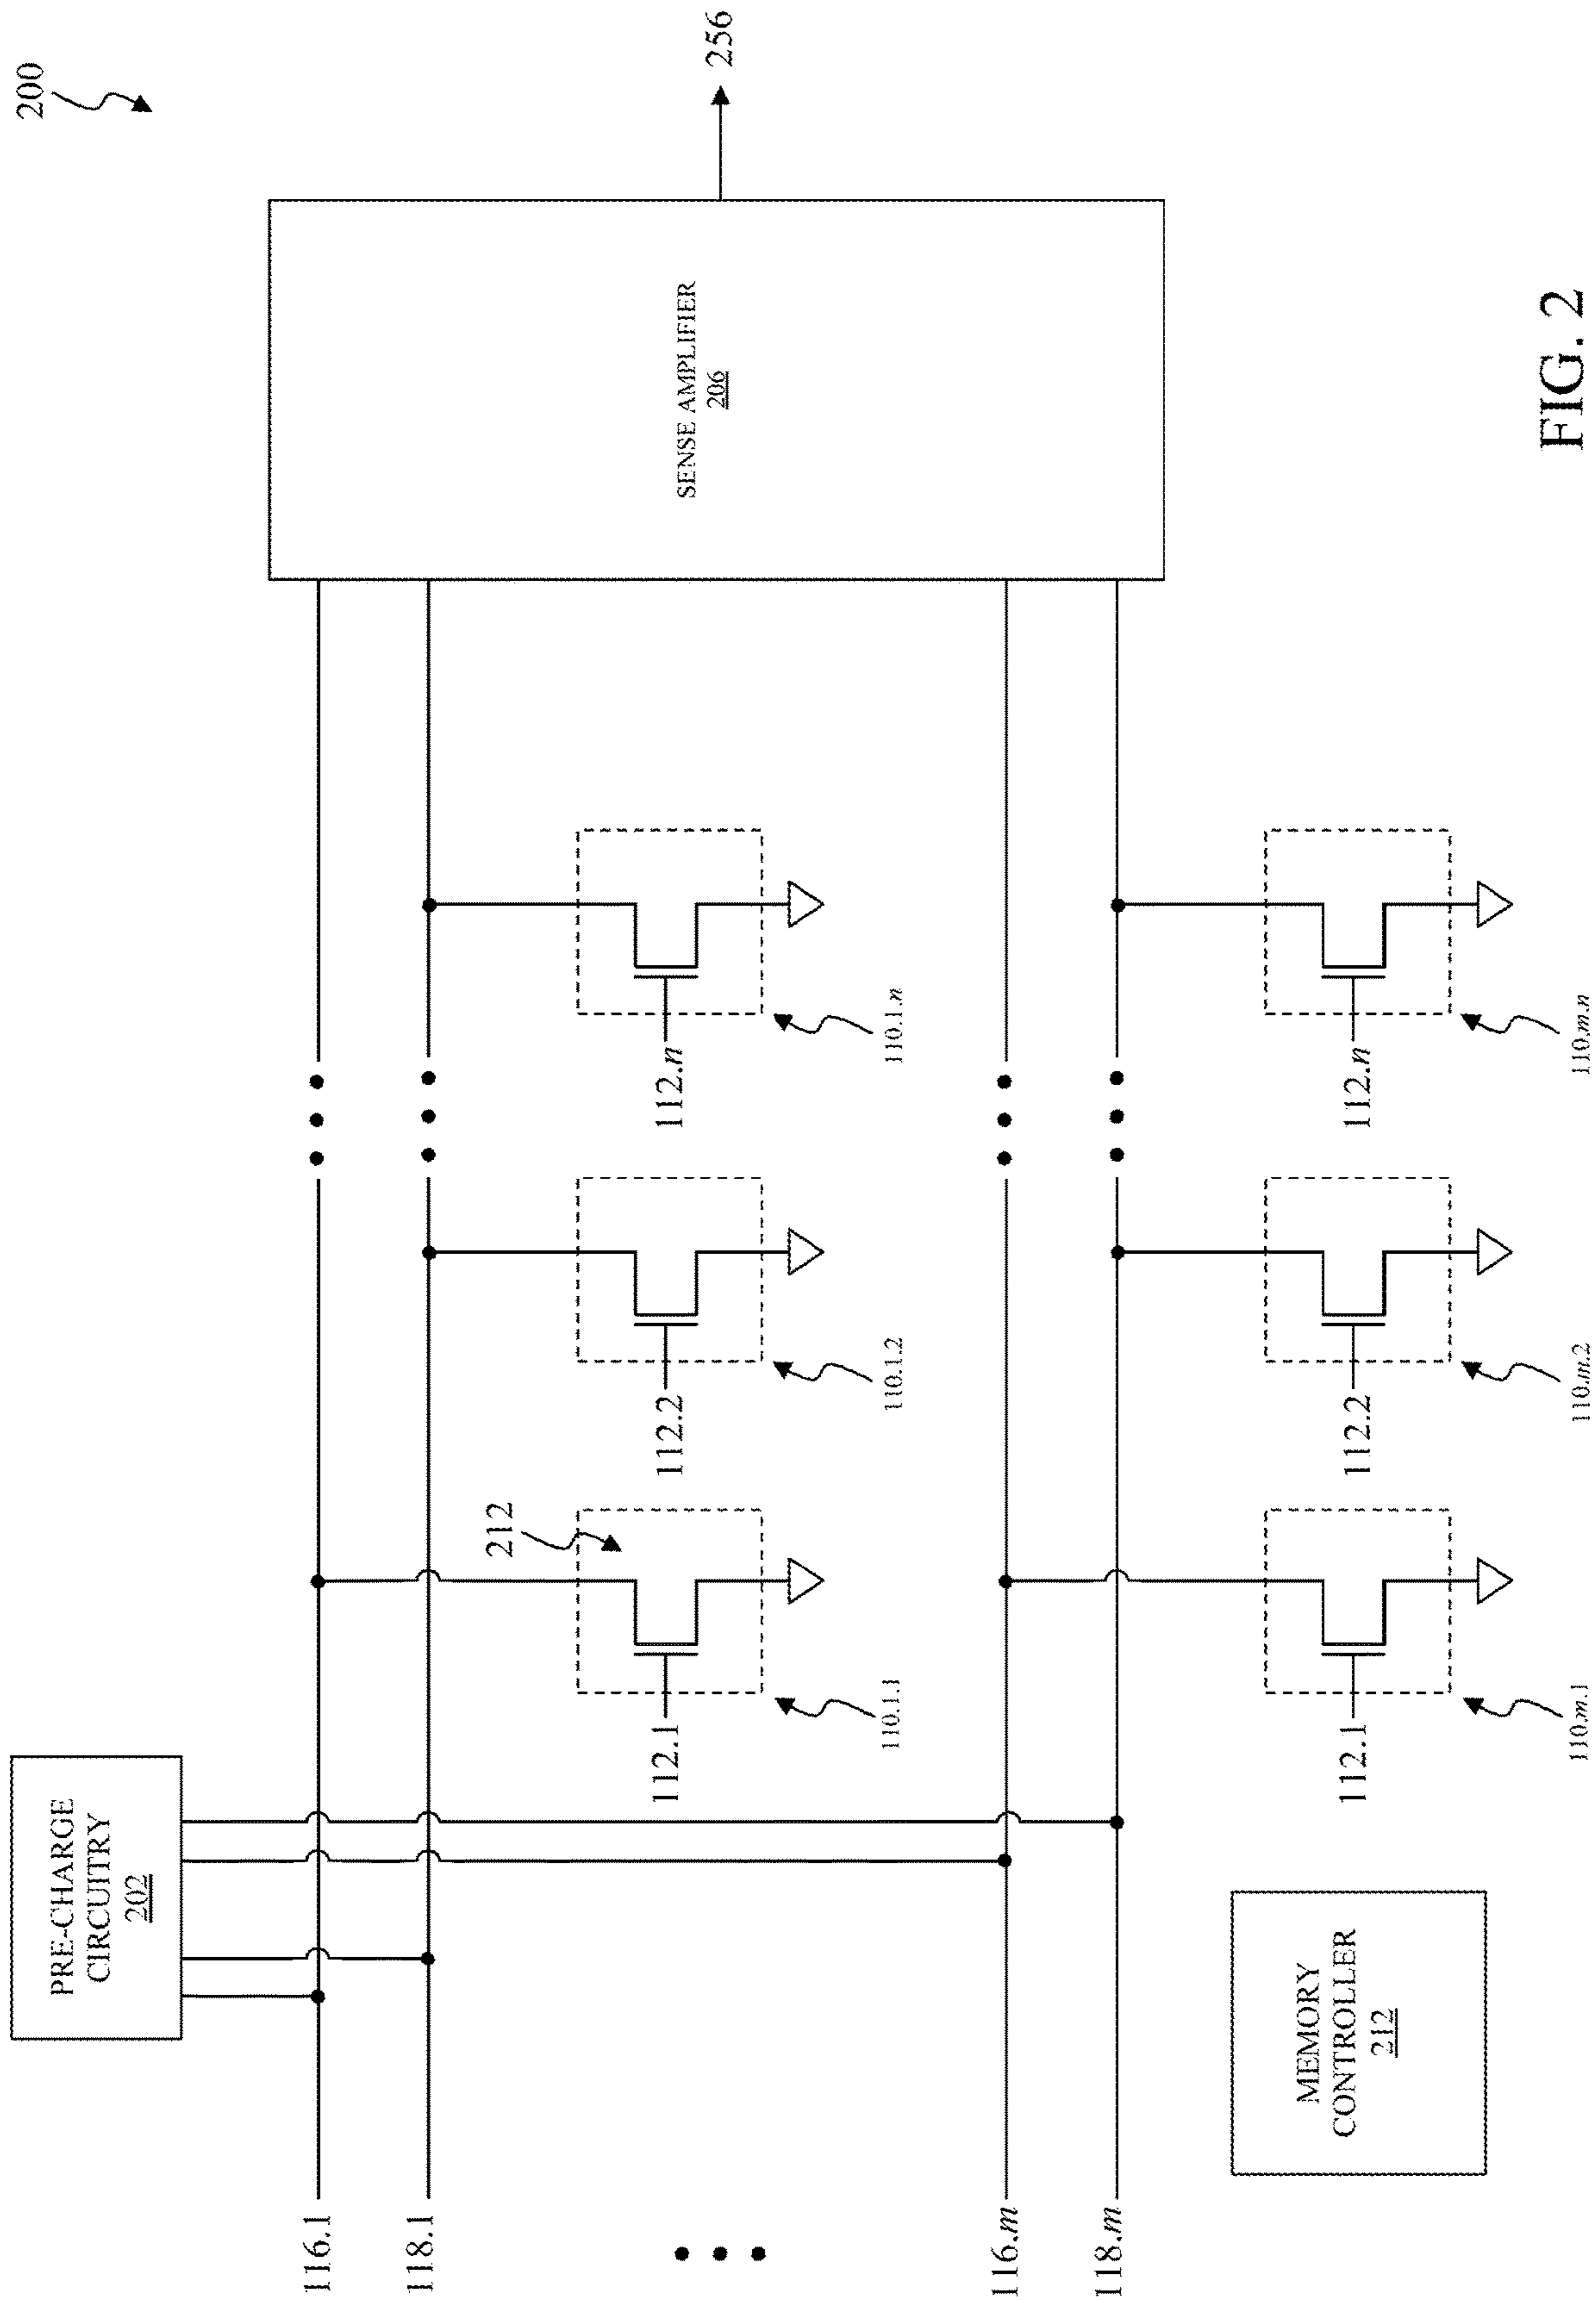 200
PRE-CHARGE
CIRCUITRY
202
116.1
118.1
212
SENSE AMPLIFIER
206
256
112.1
112.2
112.n
110.1.1
110.1.2
110.1.n
116.m
118.m
112.1
112.2
112.n
110.m.1
110.m.2
110.m.n
MEMORY
CONTROLLER
212
FIG. 2